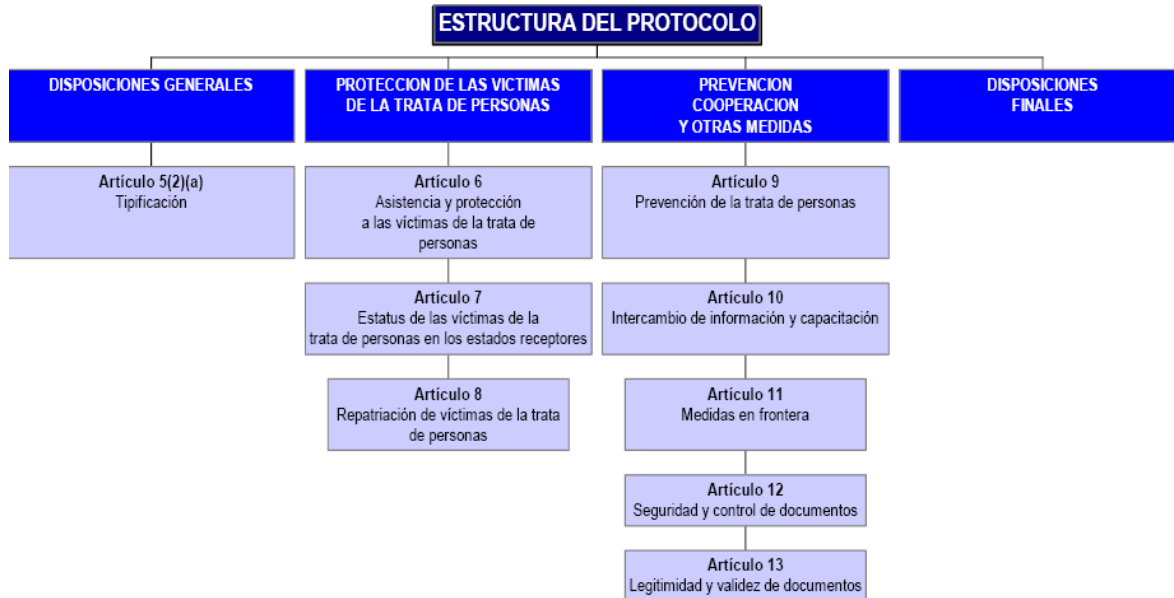 ESTRUCTURA DEL PROTOCOLO
DISPOSICIONES GENERALES
PROTECCION DE LAS VICTIMAS
DE LA TRATA DE PERSONAS
PREVENCION
COOPERACION
Y OTRAS MEDIDAS
DISPOSICIONES
FINALES
Artículo 5(2)(a)
Tipificación
Artículo 6
Asistencia y protección
a las víctimas de la trata de
personas
Artículo 7
Estatus de las víctimas de la
trata de personas en los estados receptores
Artículo 8
Repatriación de víctimas de la trata
de personas
Artículo 9
Prevención de la trata de personas
Artículo 10
Intercambio de información y capacitación
Artículo 11
Medidas en frontera
Artículo 12
Seguridad y control de documentos
Artículo 13
Legitimidad y validez de documentos